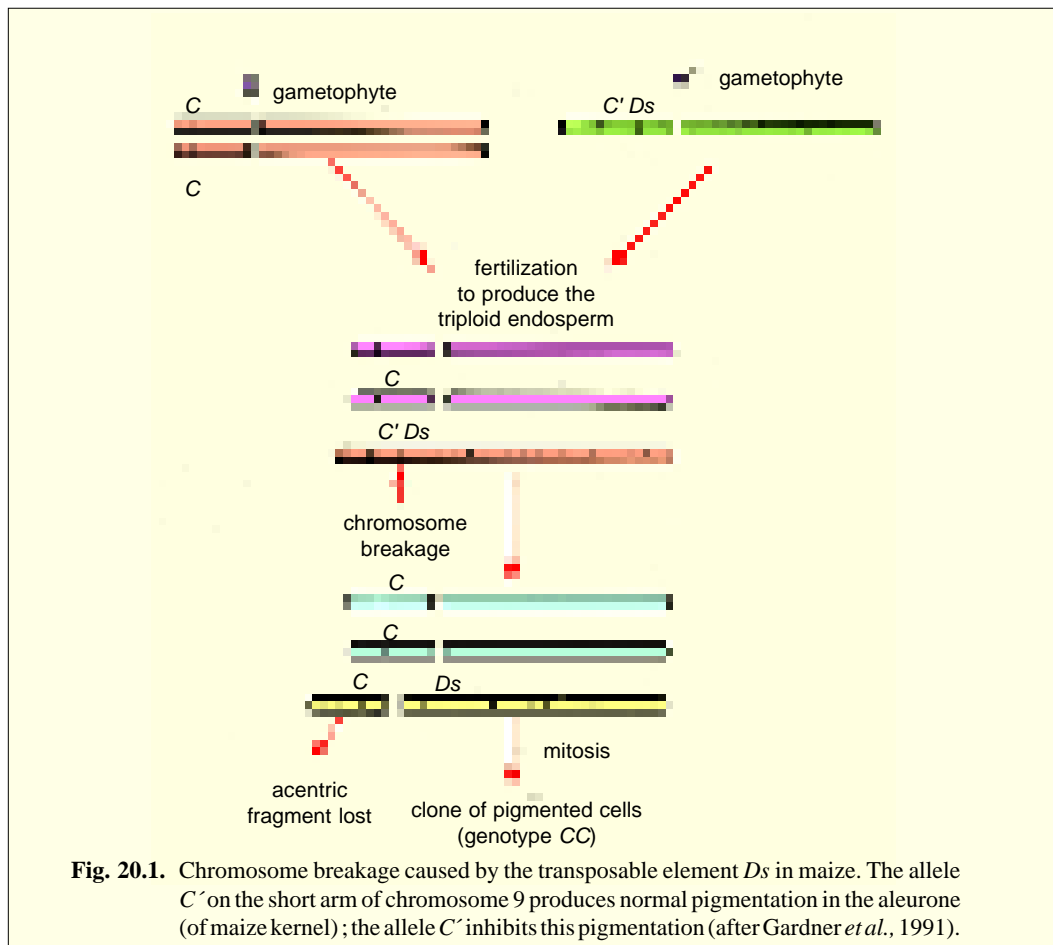 gametophyte
gametophyte
C
C′ Ds
C
fertilization
to produce the
triploid endosperm
C
C′ Ds
chromosome
breakage
C
C
C Ds
mitosis
acentric
fragment lost
clone of pigmented cells
(genotype CC)
Fig. 20.1. Chromosome breakage caused by the transposable element Ds in maize. The allele
C´ on the short arm of chromosome 9 produces normal pigmentation in the aleurone
(of maize kernel) ; the allele C´ inhibits this pigmentation (after Gardner et al., 1991).